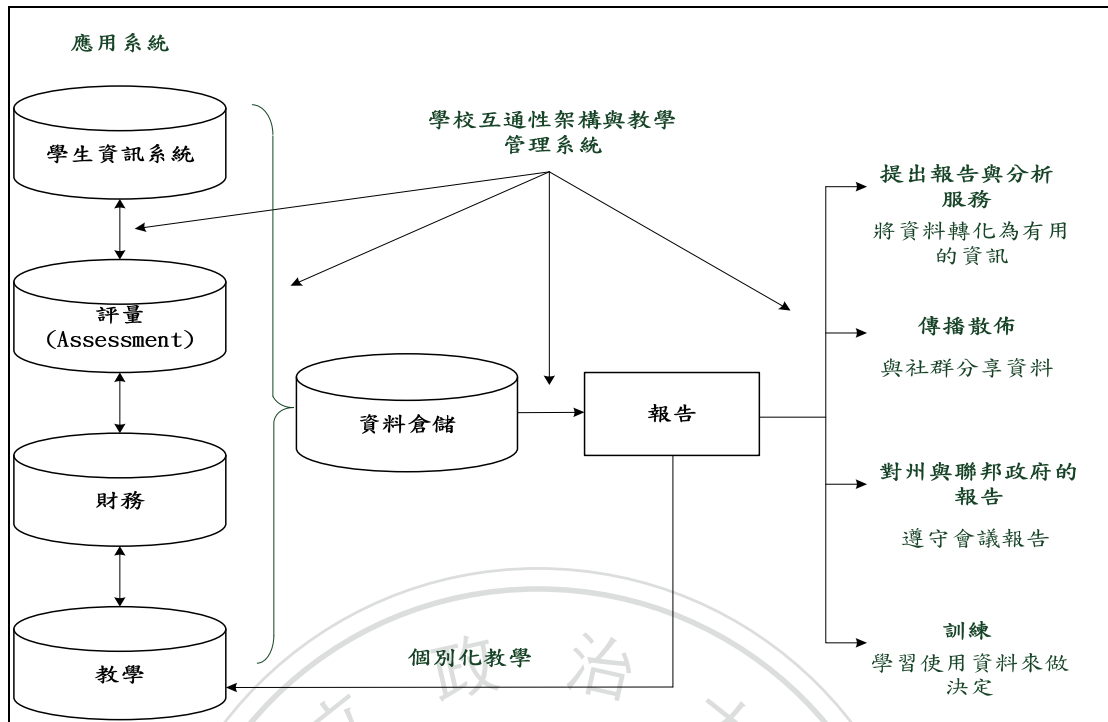 應用系統
學生資訊系統
評量
(Assessment)
財務
教學
學校互通性架構與教學
管理系統
資料倉儲
報告
個別化教學
提出報告與分析
服務
將資料轉化為有用
的資訊
傳播散佈
與社群分享資料
對州與聯邦政府的
報告
遵守會議報告
訓練
學習使用資料來做
決定
立 政 治 大